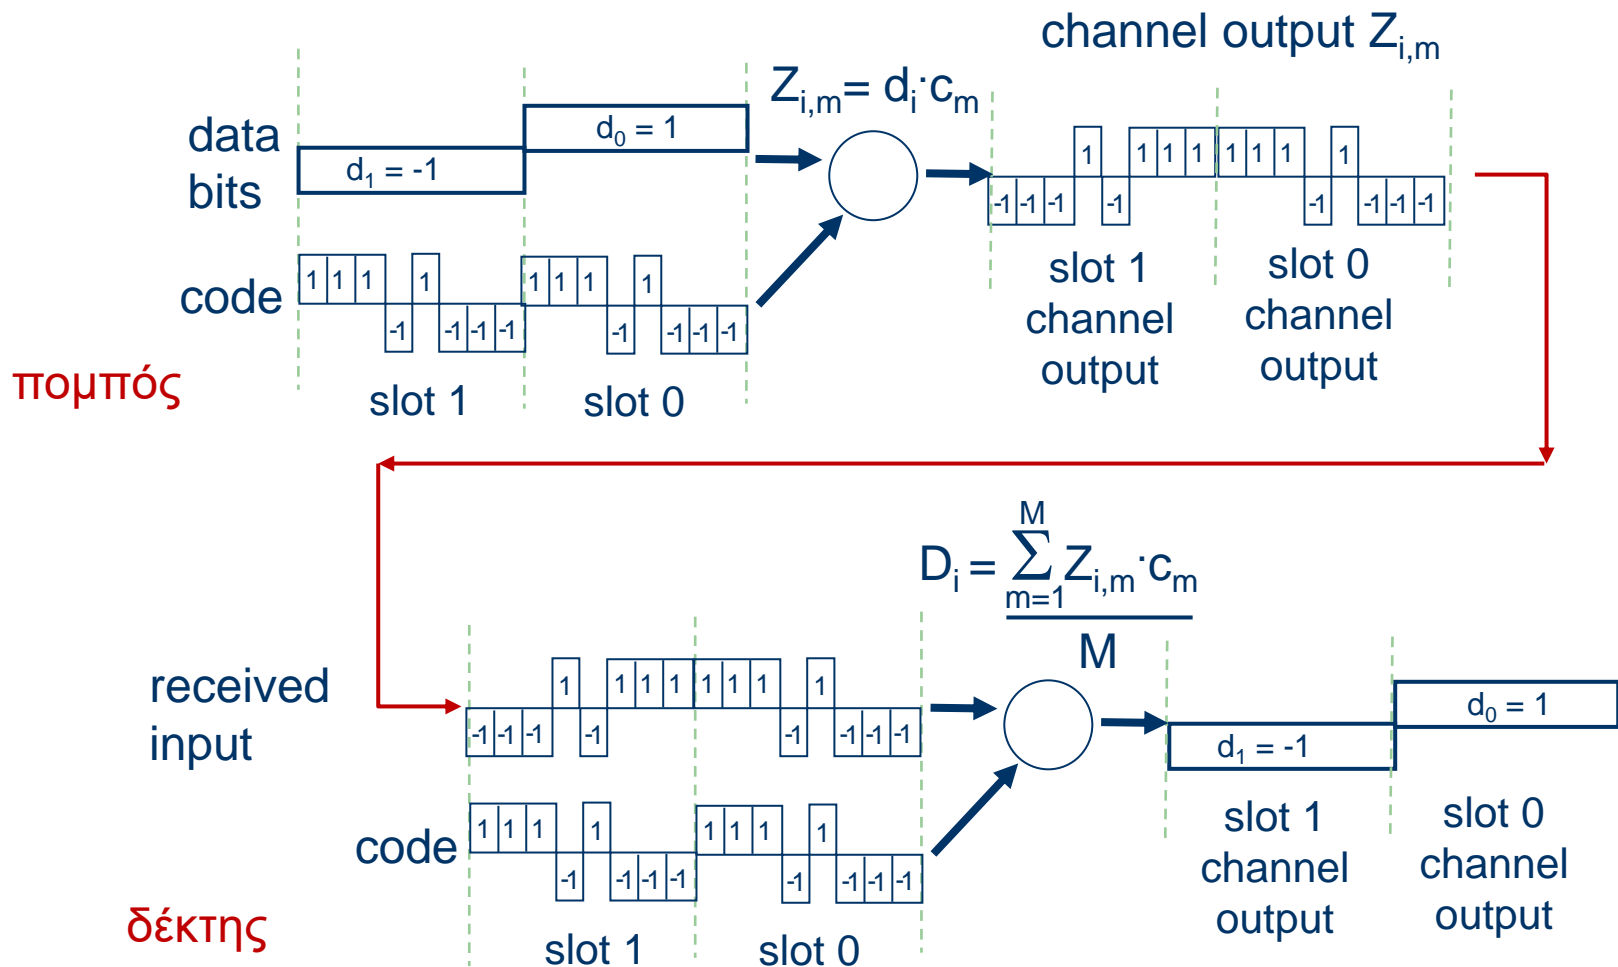 channel output Z_{i,m}
Z_{i,m} = d_i·c_m
data bits
d_1 = -1
d_0 = 1
code
1 1 1 -1 1 -1 -1 -1
1 1 1 -1 1 -1 -1 -1
slot 1
slot 0
πομπός
-1 -1 -1 1 -1 1 1 1
1 1 1 -1 1 -1 -1 -1
slot 1
channel
output
slot 0
channel
output
D_i = \sum_{m=1}^{M} Z_{i,m}·c_m
M
received
input
-1 -1 -1 1 -1 1 1 1
1 1 1 -1 1 -1 -1 -1
code
1 1 1 -1 1 -1 -1 -1
1 1 1 -1 1 -1 -1 -1
slot 1
slot 0
δέκτης
d_1 = -1
d_0 = 1
slot 1
channel
output
slot 0
channel
output